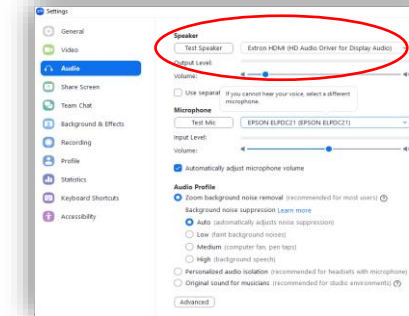 Settings
General
Video
Audio
Share Screen
Team Chat
Background & Effects
Recording
Profile
Statistics
Keyboard Shortcuts
Accessibility
Speaker
Test Speaker Extron HDMI (HD Audio Driver for Display Audio)
Output Level:
Volume:
Use separat
If you cannot hear your voice, select a different
microphone.
Microphone
Test Mic EPSON ELPDC21 (EPSON ELPDC21)
Input Level:
Volume:
Automatically adjust microphone volume
Audio Profile
Zoom background noise removal (recommended for most users)
Background noise suppression Learn more
Auto (automatically adjusts noise suppression)
Low (faint background noises)
Medium (computer fan, pen taps)
High (background speech)
Personalized audio isolation (recommended for headsets with microphone)
Original sound for musicians (recommended for studio environments)
Advanced